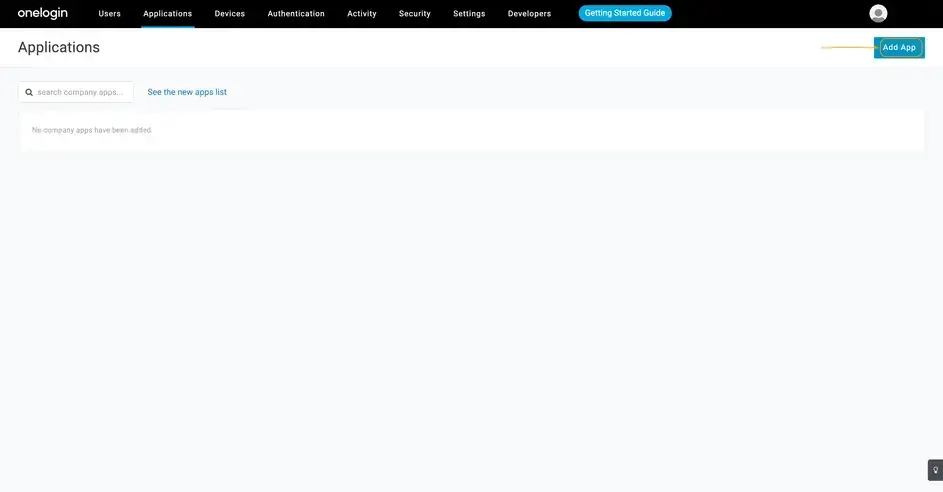 onelogin Users Applications Devices Authentication Activity Security Settings Developers Getting Started Guide
Applications
Add App
search company apps...
See the new apps list
No company apps have been added.